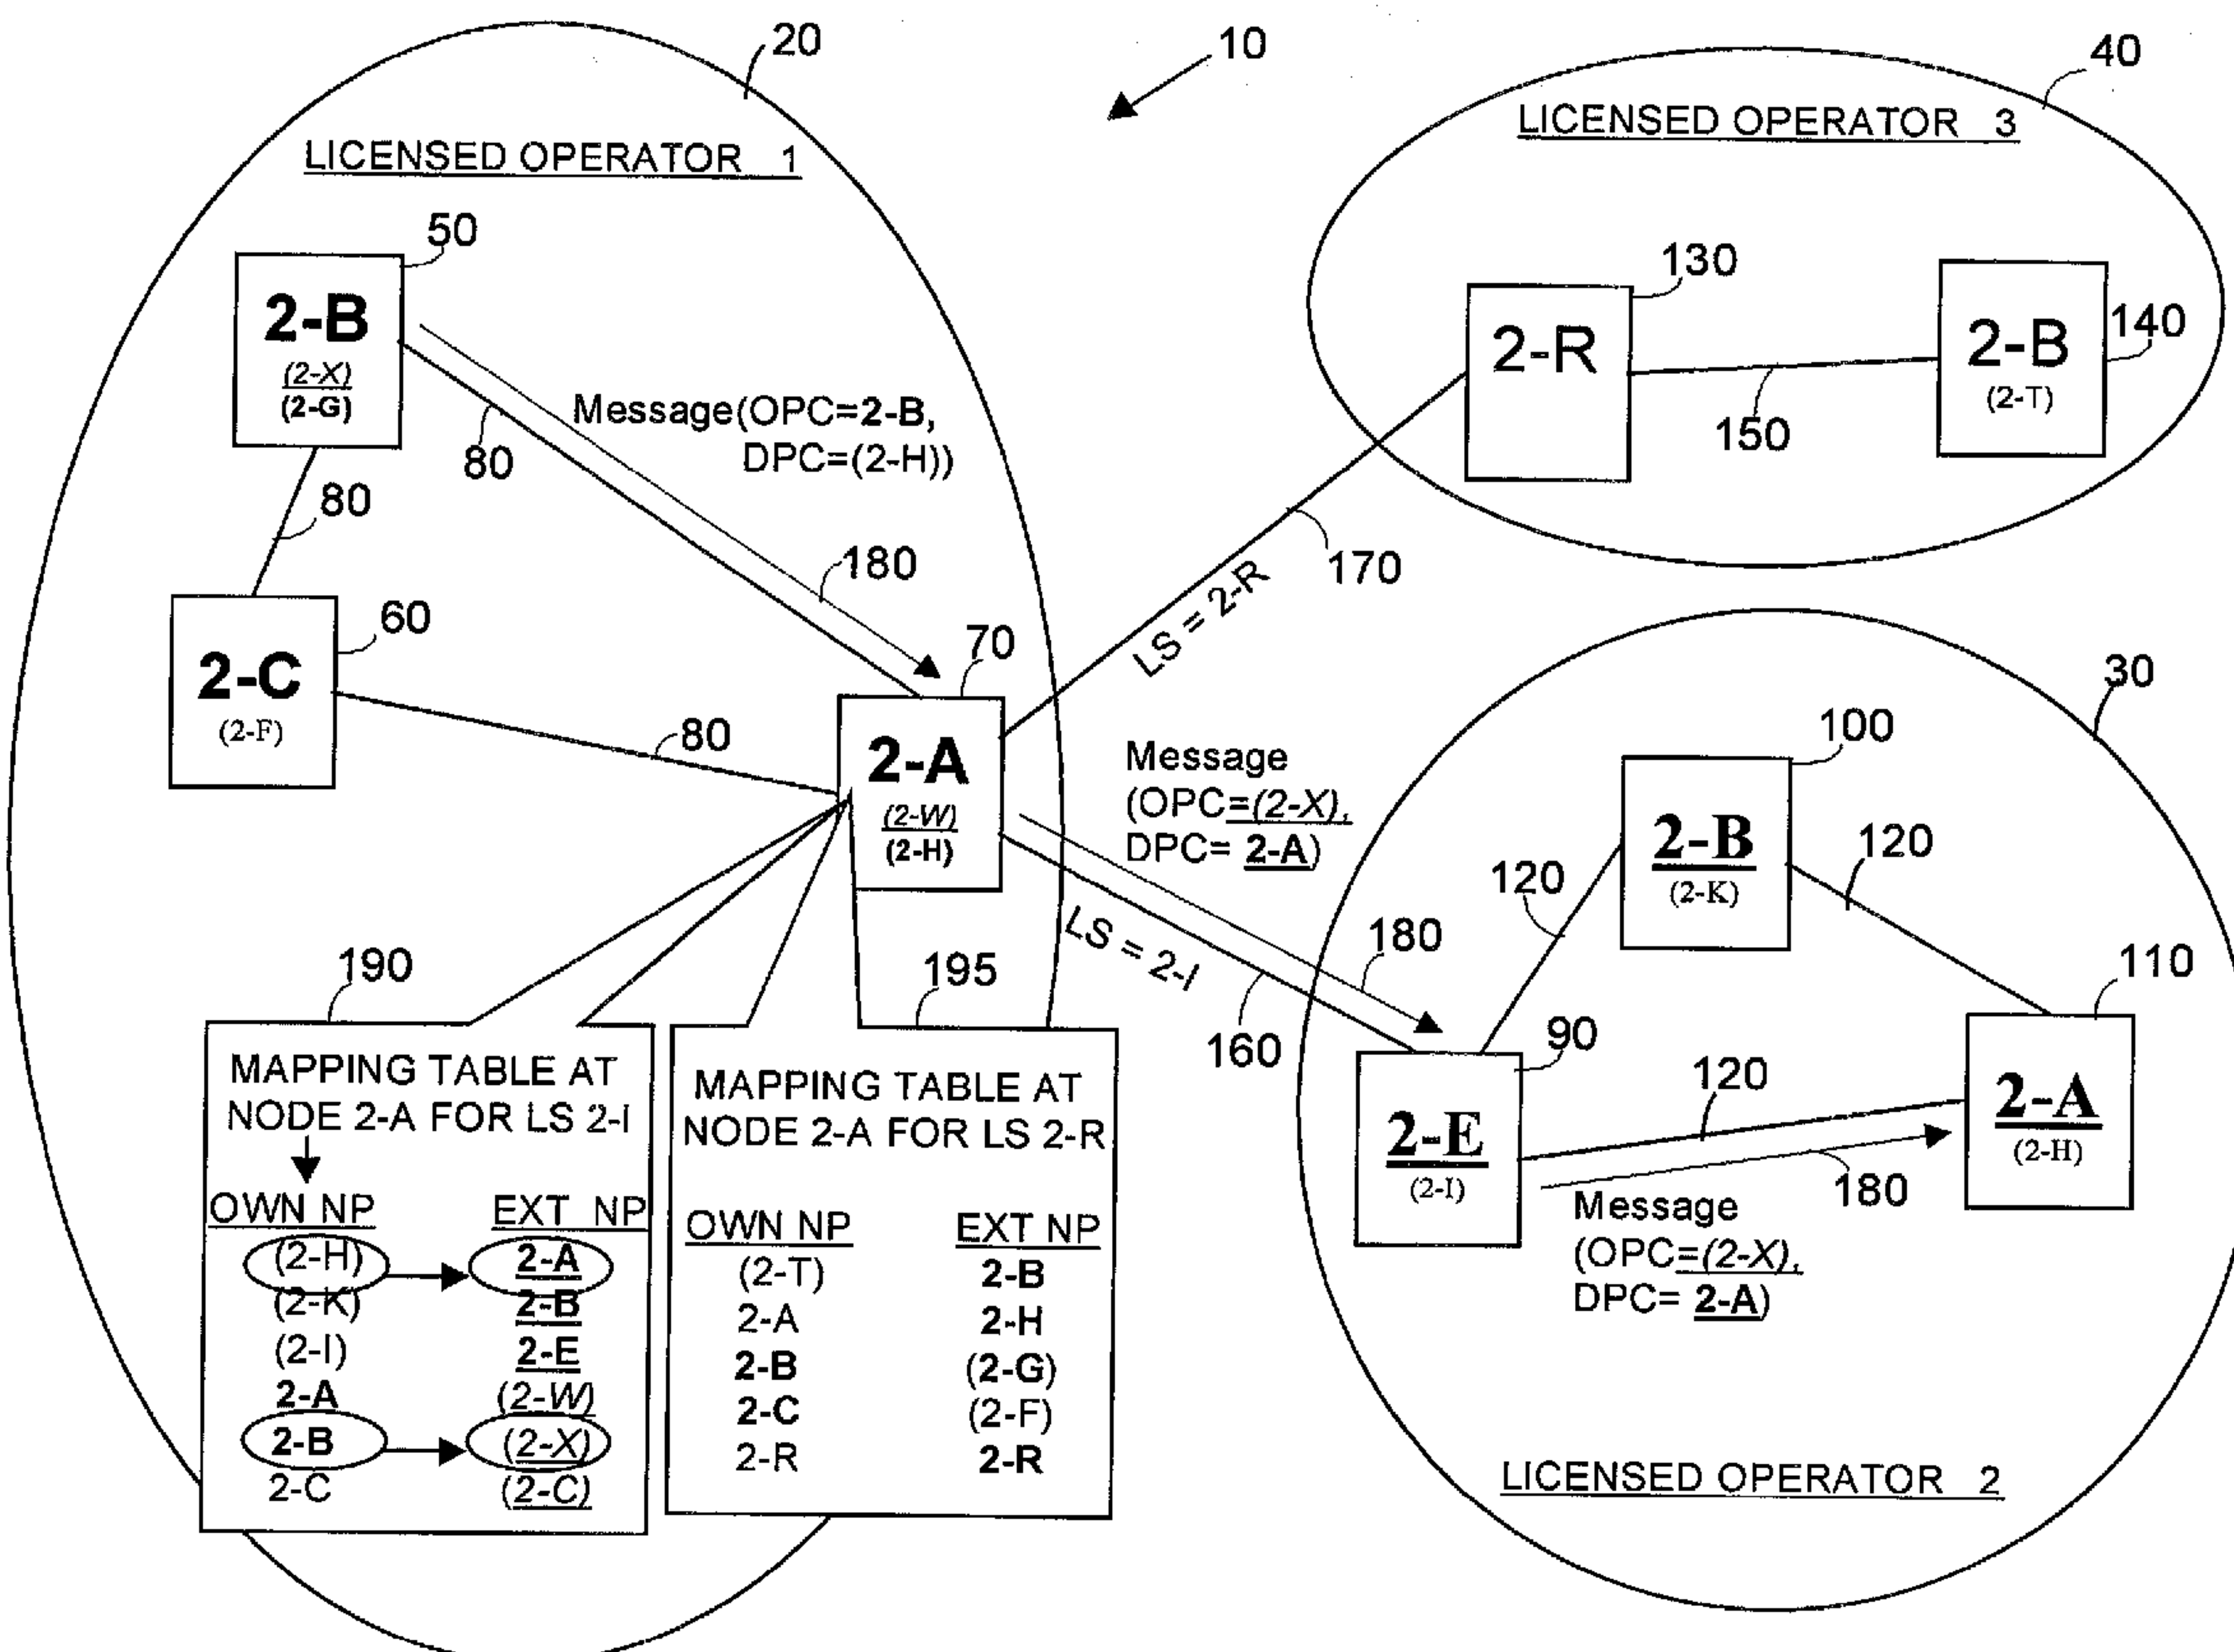 20
10
40
LICENSED OPERATOR 1
LICENSED OPERATOR 3
50
2-B
(2-X)
(2-G)
80
Message(OPC=2-B,
DPC=(2-H))
80
180
130
2-R
2-B
(2-T)
140
150
170
LS = 2-R
60
2-C
(2-F)
80
70
2-A
(2-W)
(2-H)
Message
(OPC=(2-X),
DPC= 2-A)
LS = 2-I
160
180
30
100
2-B
(2-K)
120
120
110
2-A
(2-H)
90
2-E
(2-I)
120
180
Message
(OPC=(2-X),
DPC= 2-A)
LICENSED OPERATOR 2
190
MAPPING TABLE AT
NODE 2-A FOR LS 2-I
OWN NP EXT NP
(2-H) 2-A
(2-K) 2-B
(2-I) 2-E
2-A (2-W)
2-B (2-X)
2-C (2-C)
195
MAPPING TABLE AT
NODE 2-A FOR LS 2-R
OWN NP EXT NP
(2-T) 2-B
2-A 2-H
2-B (2-G)
2-C (2-F)
2-R 2-R